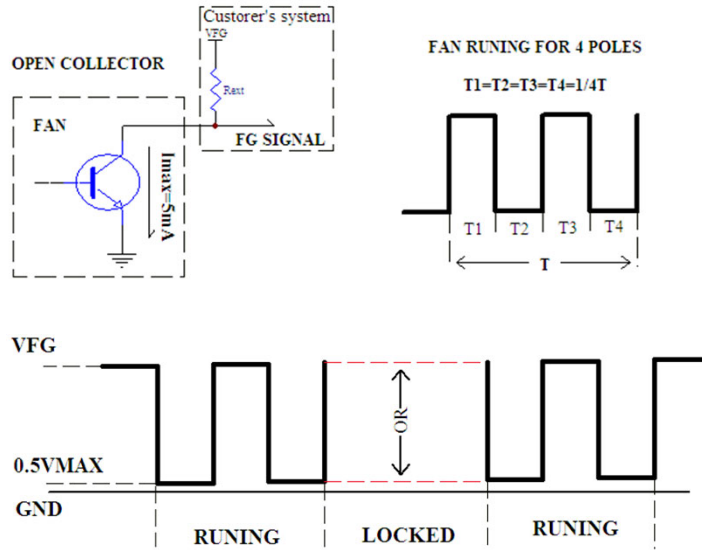 Custorer's system
VFG
Rext
OPEN COLLECTOR
FAN
FG SIGNAL
Imax=5mA
FAN RUNING FOR 4 POLES
T1=T2=T3=T4=1/4T
T1 T2 T3 T4
T
VFG
OR
0.5VMAX
GND
RUNING LOCKED RUNING